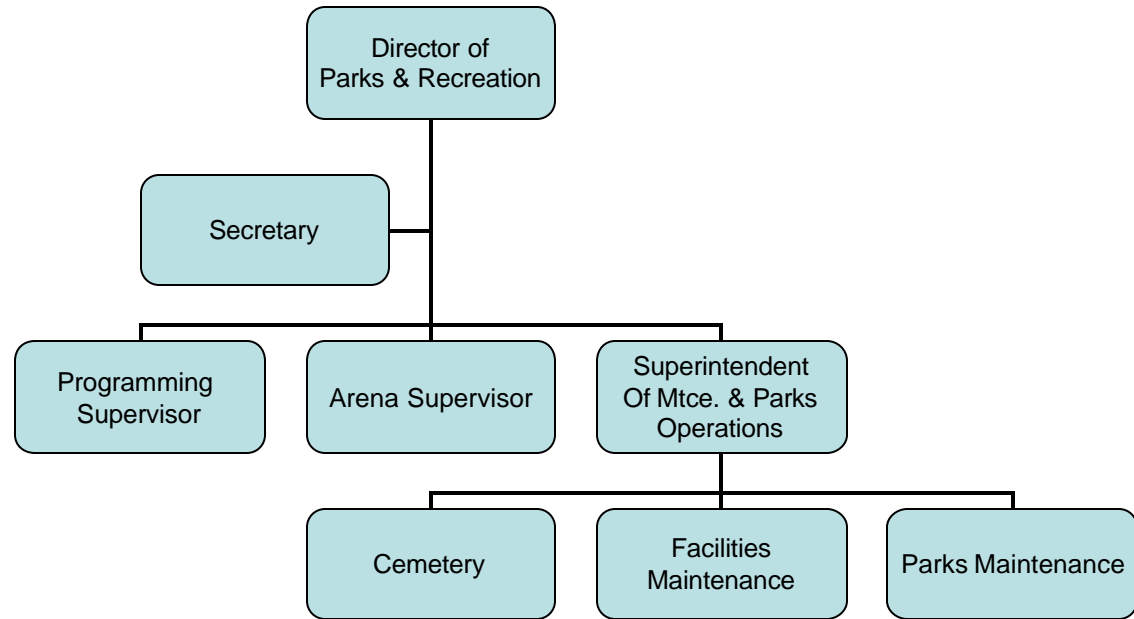 Director of
Parks & Recreation
Secretary
Programming
Supervisor
Arena Supervisor
Superintendent
Of Mtce. & Parks
Operations
Cemetery
Facilities
Maintenance
Parks Maintenance